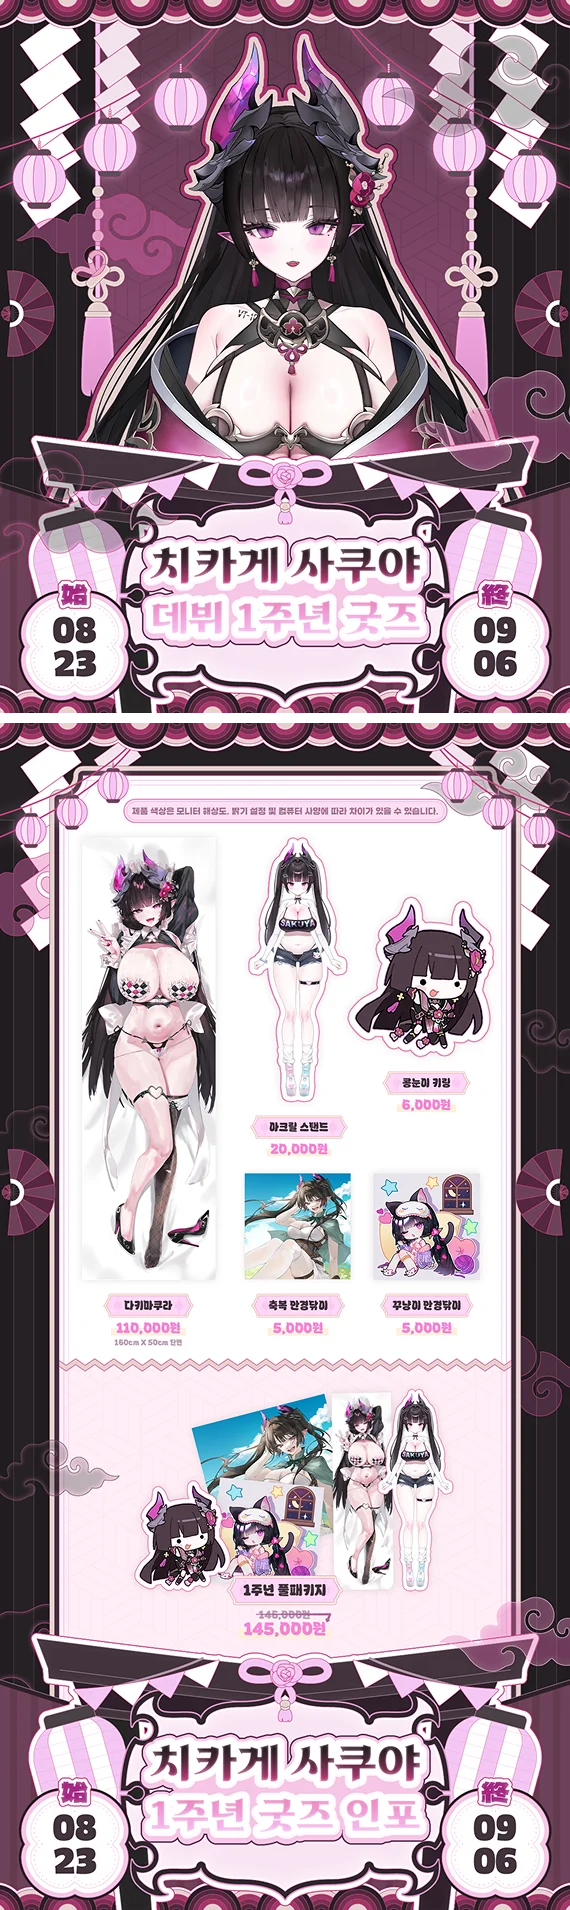 치카게 사쿠야
데뷔 1주년 굿즈
始
08
23
終
09
06
제품 색상은 모니터 해상도, 밝기 설정 및 컴퓨터 사양에 따라 차이가 있을 수 있습니다.
SAKUYA
콩눈이 키링
6,000원
아크릴 스탠드
20,000원
다키마쿠라
110,000원
160cm X 50cm 단면
축복 안경닦이
5,000원
꾸냥이 안경닦이
5,000원
SAKUYA
1주년 풀패키지
146,000원
145,000원
치카게 사쿠야
1주년 굿즈 인포
始
08
23
終
09
06